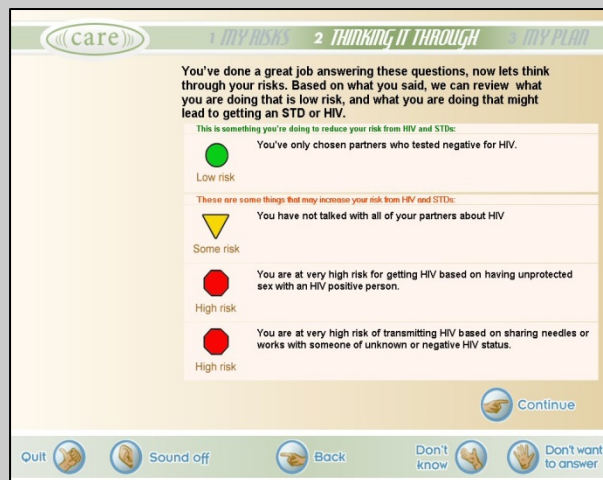 (((care)))
1 MY RISKS 2 THINKING IT THROUGH 3 MY PLAN
You've done a great job answering these questions, now lets think
through your risks. Based on what you said, we can review what
you are doing that is low risk, and what you are doing that might
lead to getting an STD or HIV.
This is something you're doing to reduce your risk from HIV and STDs:
You've only chosen partners who tested negative for HIV.
Low risk
These are some things that may increase your risk from HIV and STDs:
You have not talked with all of your partners about HIV
Some risk
You are at very high risk for getting HIV based on having unprotected
sex with an HIV positive person.
High risk
You are at very high risk of transmitting HIV based on sharing needles or
works with someone of unknown or negative HIV status.
High risk
Continue
Quit
Sound off
Back
Don't
know
Don't want
to answer